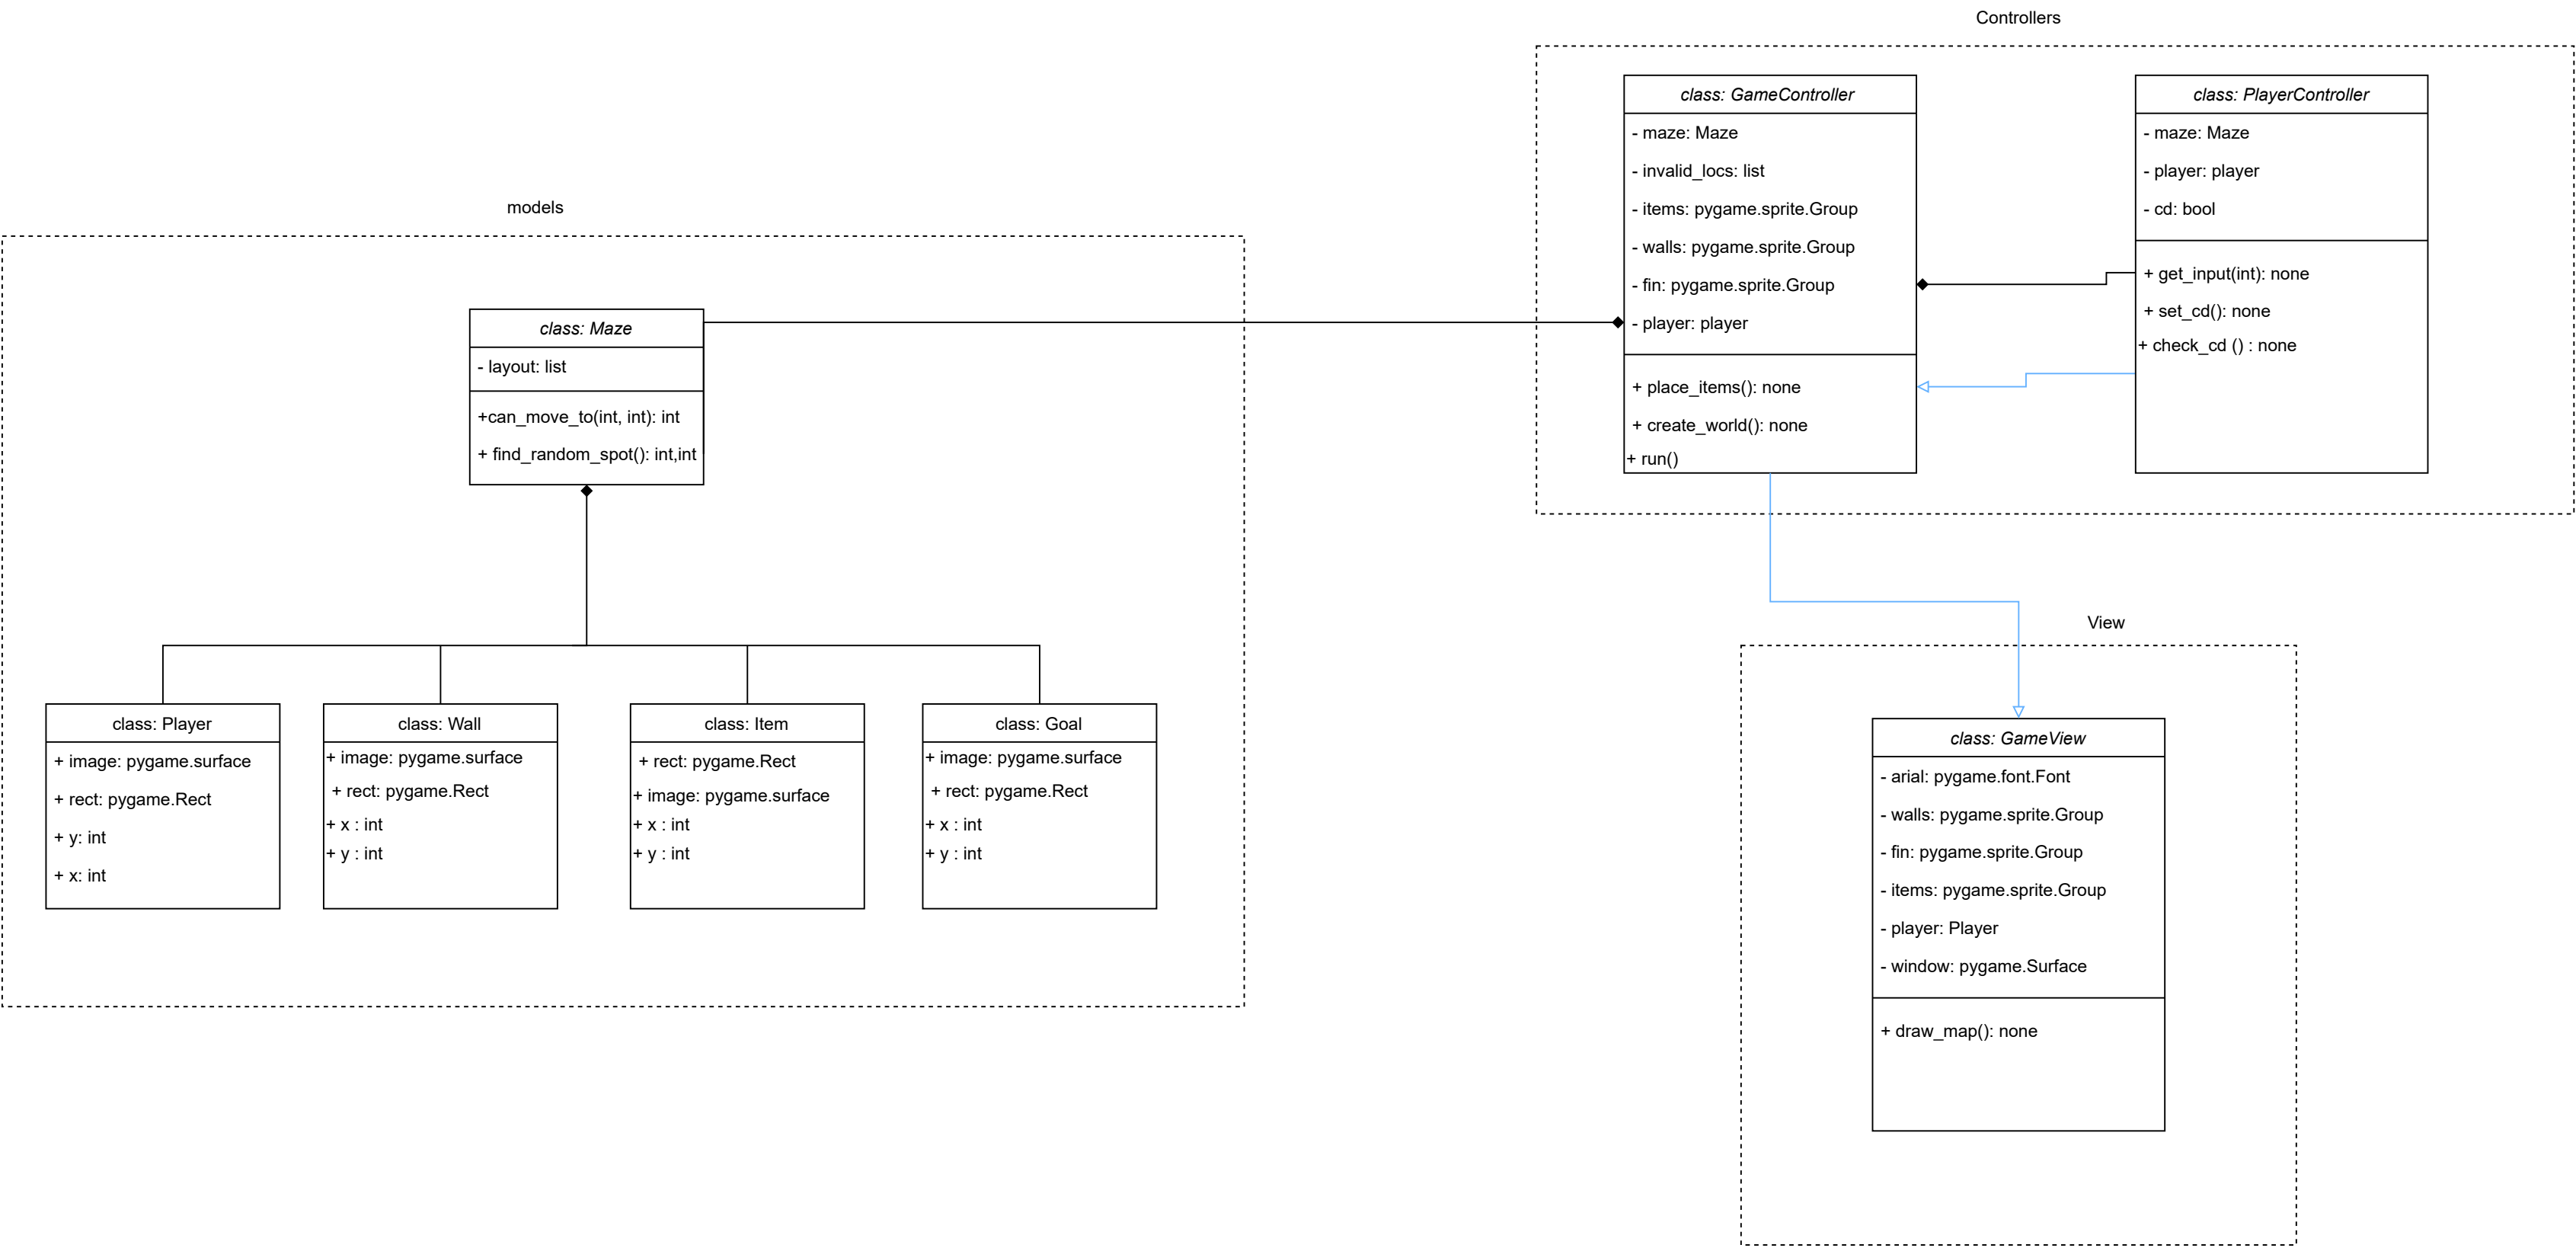 Controllers
class: GameController
- maze: Maze
- invalid_locs: list
- items: pygame.sprite.Group
- walls: pygame.sprite.Group
- fin: pygame.sprite.Group
- player: player
+ place_items(): none
+ create_world(): none
+ run()
class: PlayerController
- maze: Maze
- player: player
- cd: bool
+ get_input(int): none
+ set_cd(): none
+ check_cd () : none
models
class: Maze
- layout: list
+can_move_to(int, int): int
+ find_random_spot(): int,int
class: Player
+ image: pygame.surface
+ rect: pygame.Rect
+ y: int
+ x: int
class: Wall
+ image: pygame.surface
+ rect: pygame.Rect
+ x : int
+ y : int
class: Item
+ rect: pygame.Rect
+ image: pygame.surface
+ x : int
+ y : int
class: Goal
+ image: pygame.surface
+ rect: pygame.Rect
+ x : int
+ y : int
View
class: GameView
- arial: pygame.font.Font
- walls: pygame.sprite.Group
- fin: pygame.sprite.Group
- items: pygame.sprite.Group
- player: Player
- window: pygame.Surface
+ draw_map(): none